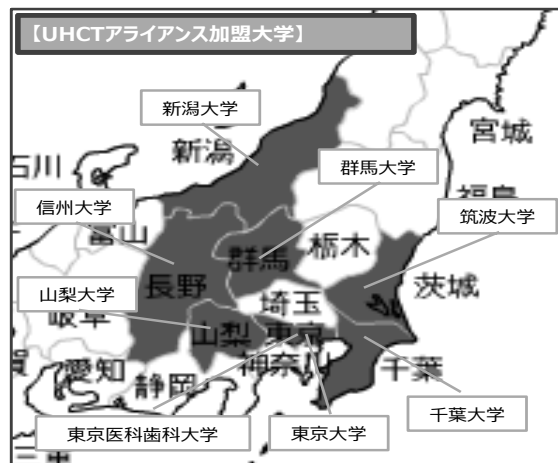 【UHCTアライアンス加盟大学】
新潟大学
宮城
石川
新潟
群馬大学
福島
信州大学
筑波大学
富山
栃木
群馬
長野
茨城
山梨大学
埼玉
岐阜
山梨
東京
神奈川
千葉
愛知
静岡
千葉大学
東京医科歯科大学
東京大学